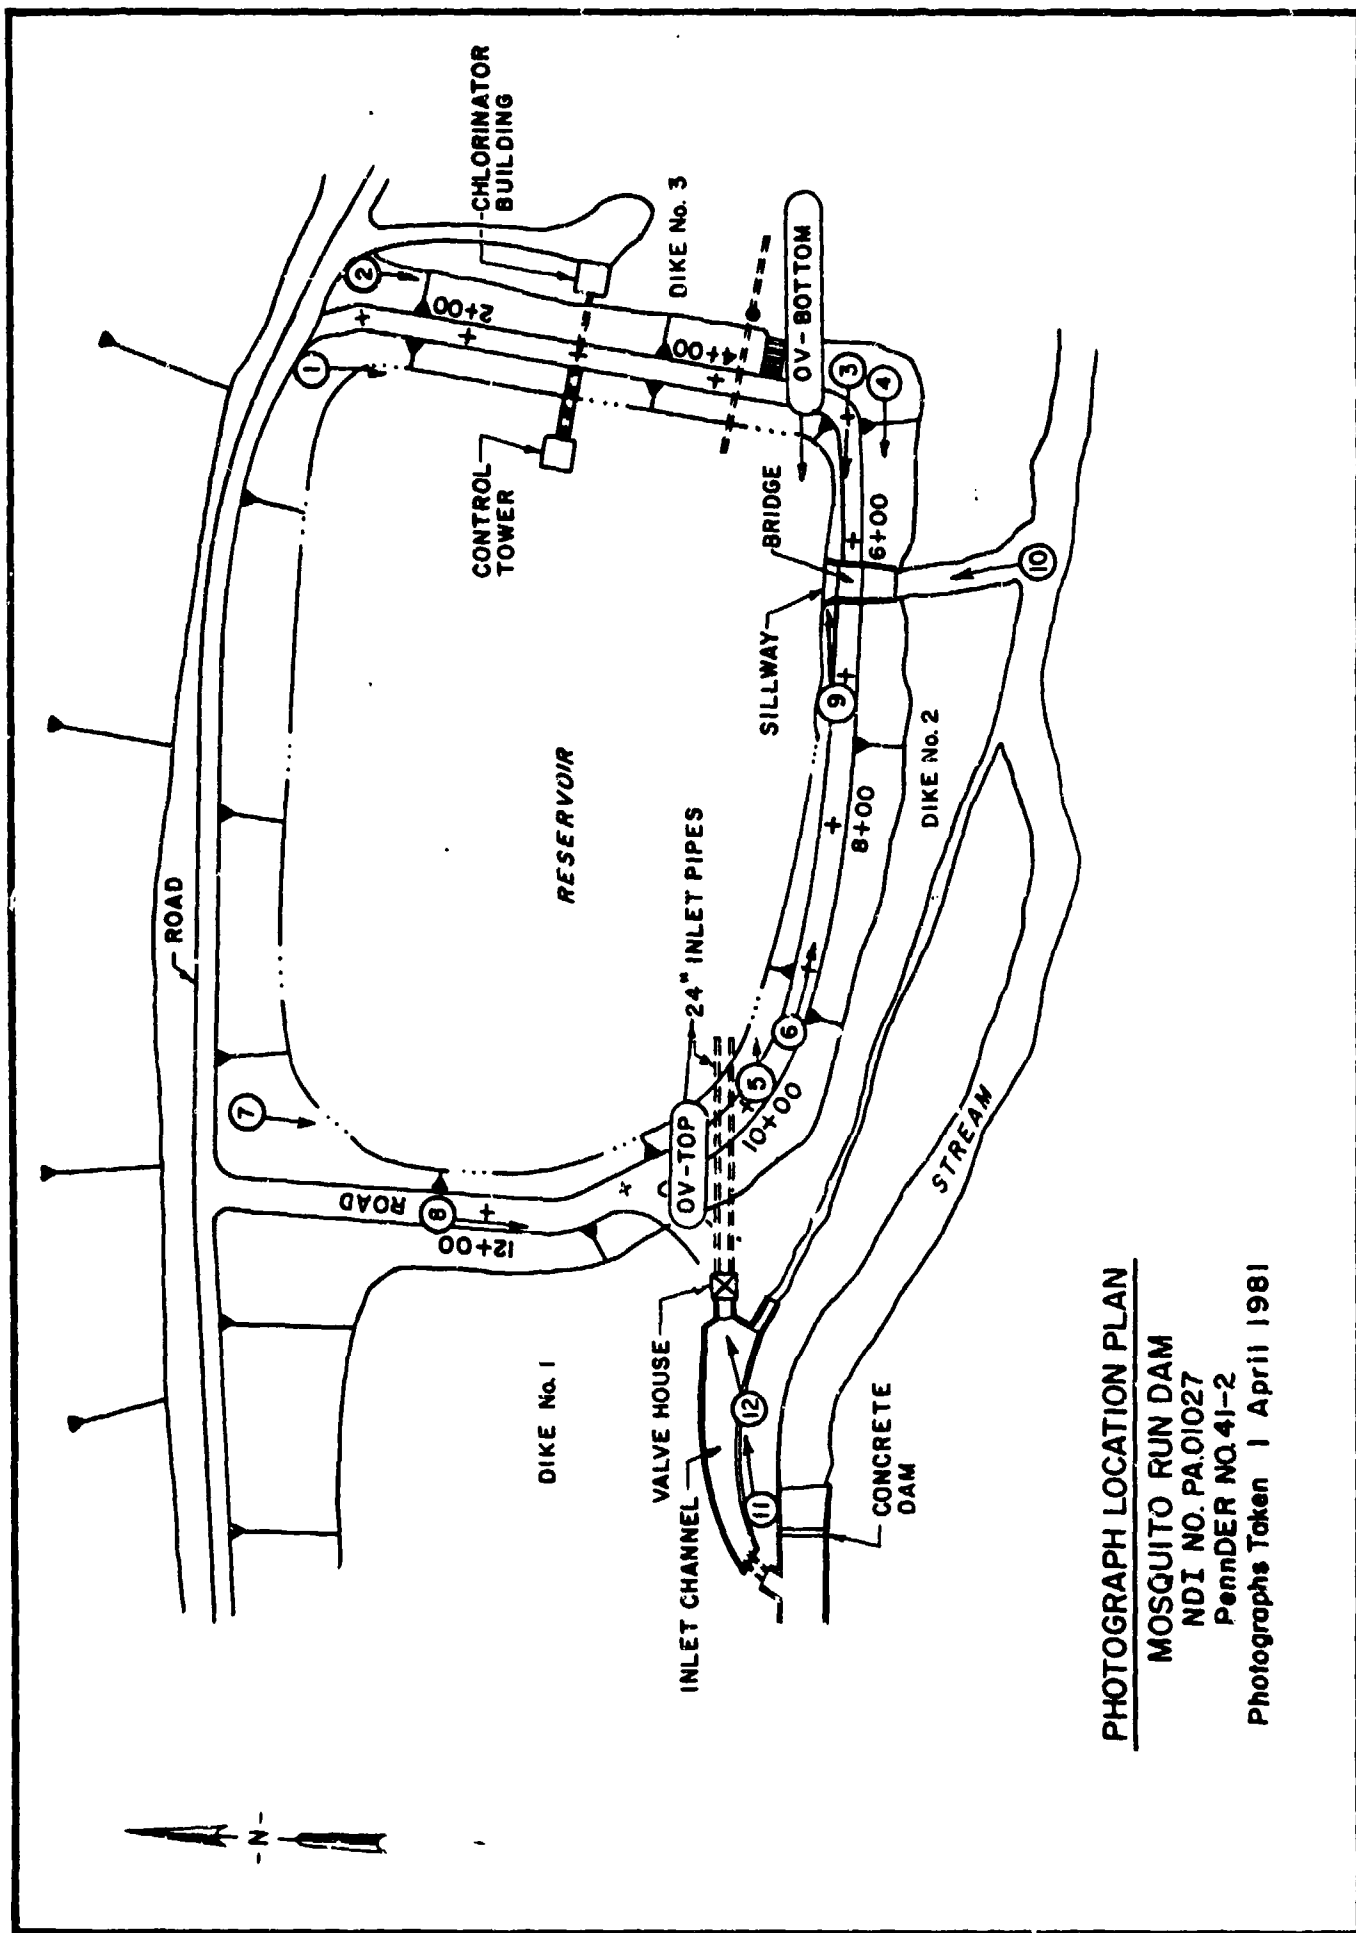 CHLORINATOR
BUILDING
2
1
2+00
DIKE No. 3
4+00
CONTROL
TOWER
OV-BOTTOM
3
4
BRIDGE
6+00
SILLWAY
10
9
ROAD
RESERVOIR
24" INLET PIPES
8+00
DIKE No. 2
7
6
5
10+00
OV-TOP
ROAD
8
12+00
STREAM
DIKE No. 1
VALVE HOUSE
INLET CHANNEL
12
11
CONCRETE
DAM
-N-
PHOTOGRAPH LOCATION PLAN
MOSQUITO RUN DAM
NDI NO. PA.01027
PennDER NO.41-2
Photographs Taken 1 April 1981